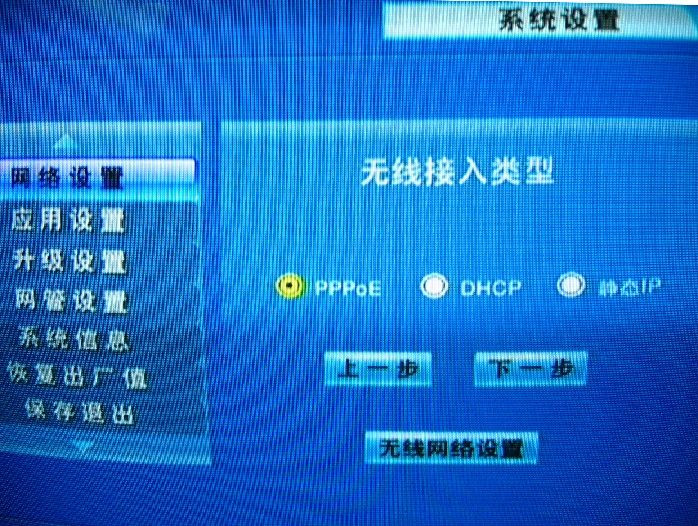 系统设置
网络设置
应用设置
升级设置
网管设置
系统信息
恢复出厂值
保存退出
无线接入类型
PPPoE DHCP 静态IP
上一步 下一步
无线网络设置